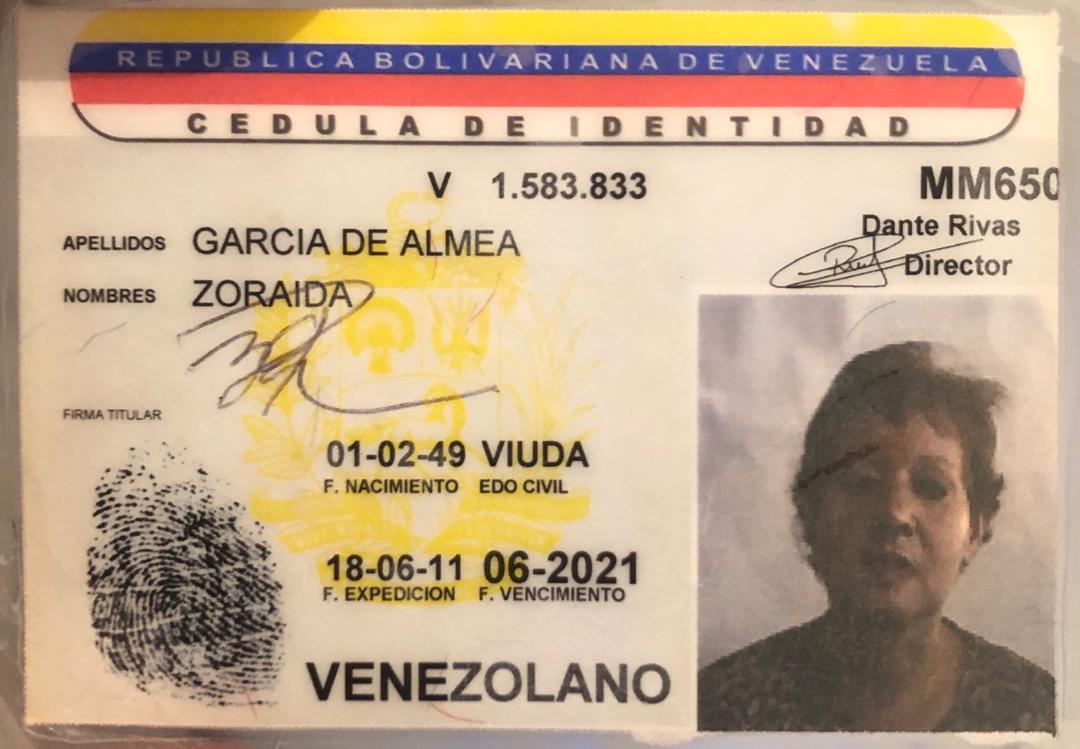 REPUBLICA BOLIVARIANA DE VENEZUELA
CEDULA DE IDENTIDAD
V 1.583.833
MM650
Dante Rivas
Director
APELLIDOS GARCIA DE ALMEA
NOMBRES ZORAIDA
FIRMA TITULAR
01-02-49 VIUDA
F. NACIMIENTO EDO CIVIL
18-06-11 06-2021
F. EXPEDICION F. VENCIMIENTO
VENEZOLANO